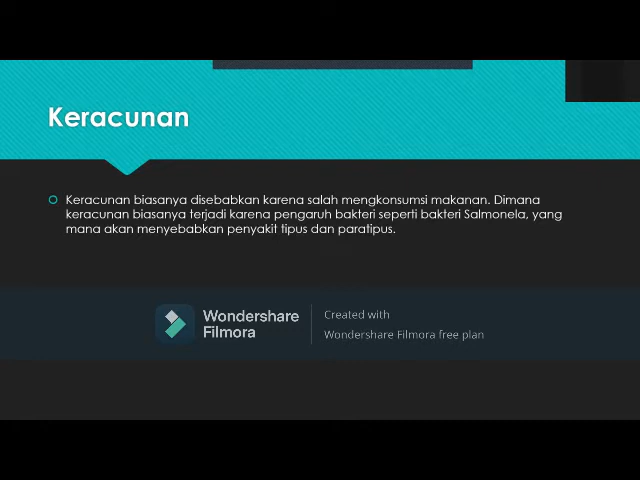 Keracunan
Keracunan biasanya disebabkan karena salah mengkonsumsi makanan. Dimana
keracunan biasanya terjadi karena pengaruh bakteri seperti bakteri Salmonela, yang
mana akan menyebabkan penyakit tipus dan paratipus.
Wondershare
Filmora
Created with
Wondershare Filmora free plan